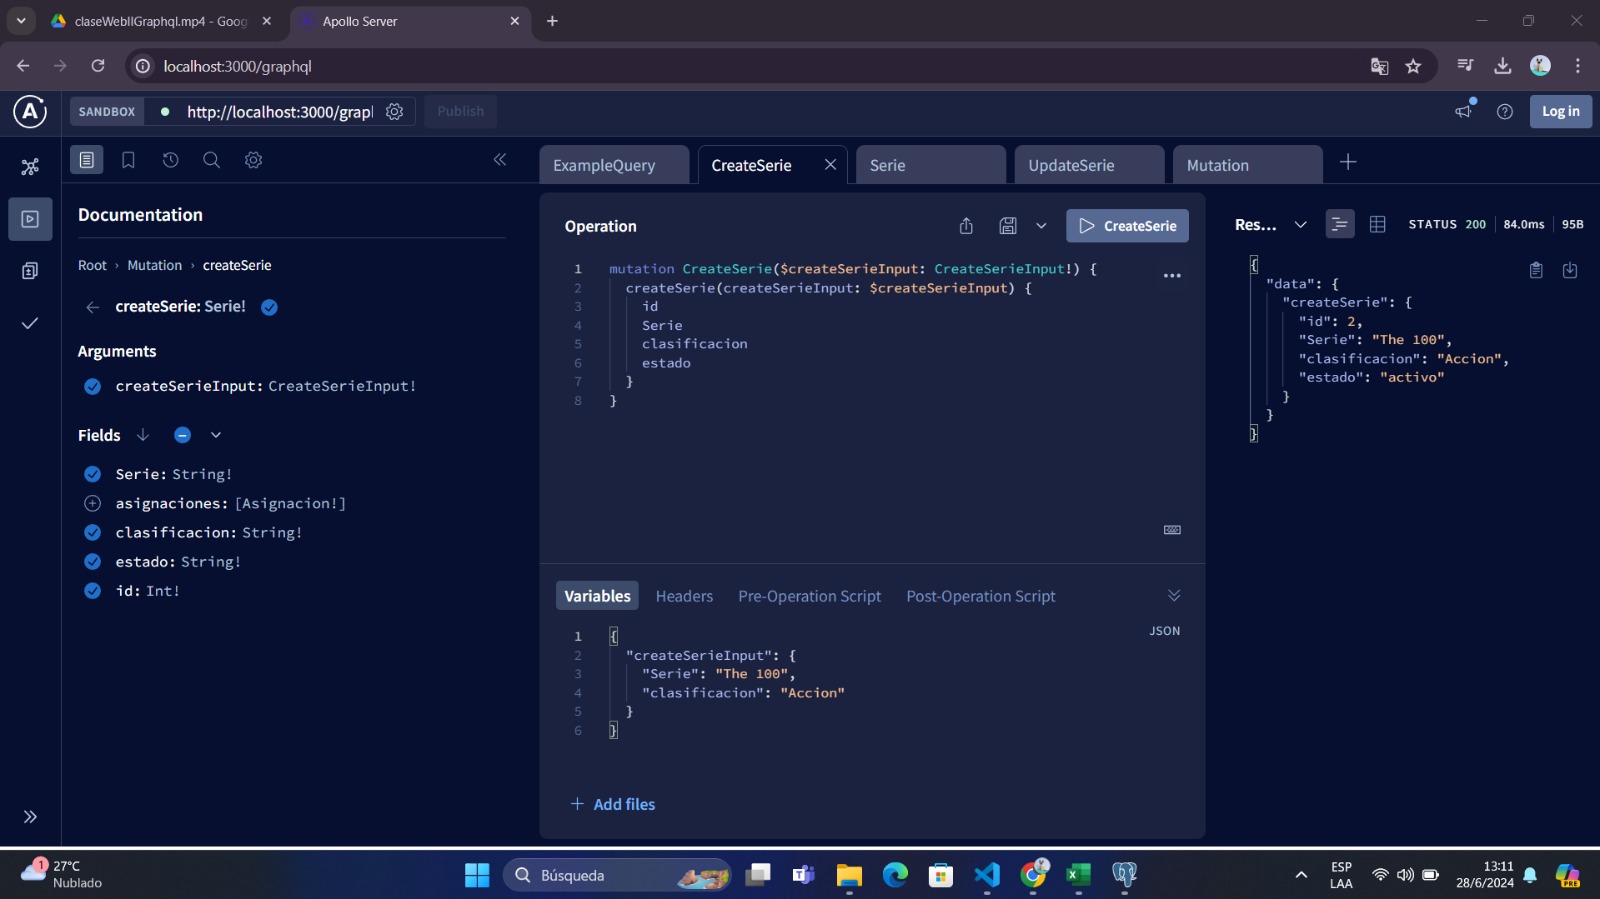 claseWebIIGraphql.mp4 - Goog
Apollo Server
localhost:3000/graphql
SANDBOX
http://localhost:3000/grapl
Publish
Log in
ExampleQuery
CreateSerie
Serie
UpdateSerie
Mutation
Documentation
Root › Mutation › createSerie
createSerie: Serie!
Arguments
createSerieInput: CreateSerieInput!
Fields
Serie: String!
asignaciones: [Asignacion!]
clasificacion: String!
estado: String!
id: Int!
Operation
CreateSerie
1 mutation CreateSerie($createSerieInput: CreateSerieInput!) {
2 createSerie(createSerieInput: $createSerieInput) {
3 id
4 Serie
5 clasificacion
6 estado
7 }
8 }
Variables
Headers
Pre-Operation Script
Post-Operation Script
JSON
1 {
2 "createSerieInput": {
3 "Serie": "The 100",
4 "clasificacion": "Accion"
5 }
6 }
+ Add files
Res...
STATUS 200
84.0ms
95B
{
"data": {
"createSerie": {
"id": 2,
"Serie": "The 100",
"clasificacion": "Accion",
"estado": "activo"
}
}
}
1
27°C
Nublado
Búsqueda
ESP
LAA
13:11
28/6/2024
PRE